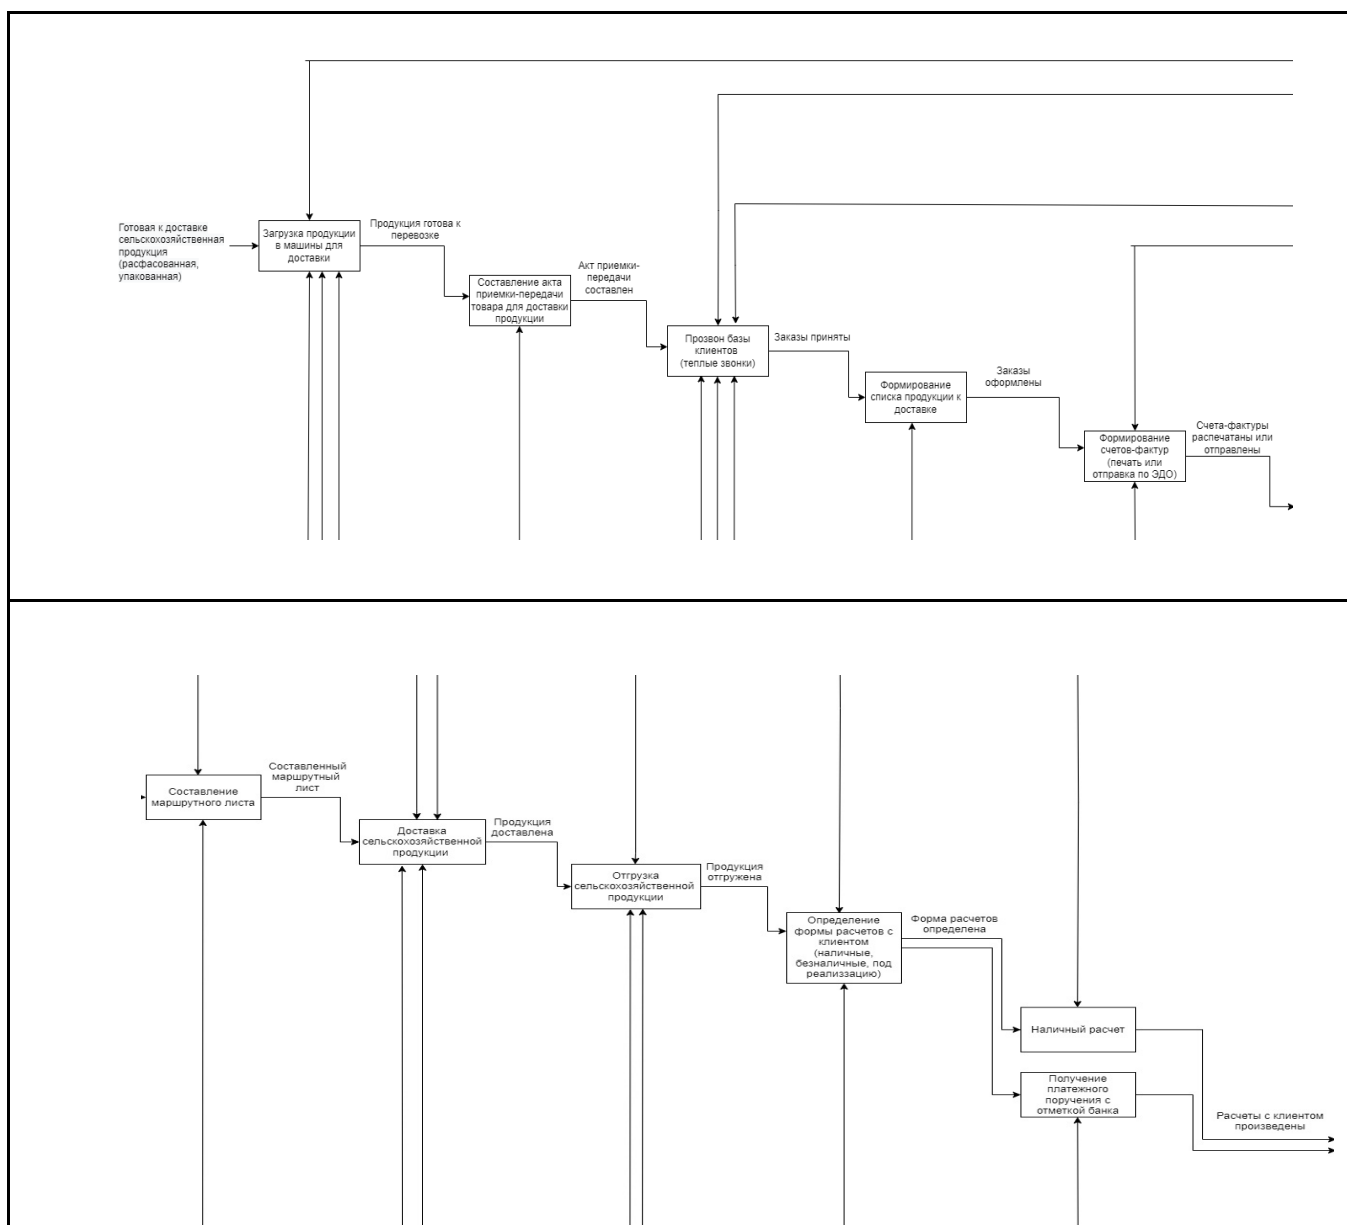 Готовая к доставке
сельскохозяйственная
продукция
(расфасованная,
упакованная)
Загрузка продукции
в машины для
доставки
Продукция готова к
перевозке
Составление акта
приемки-передачи
товара для доставки
продукции
Акт приемки-
передачи
составлен
Прозвон базы
клиентов
(теплые звонки)
Заказы приняты
Формирование
списка продукции к
доставке
Заказы
оформлены
Формирование
счетов-фактур
(печать или
отправка по ЭДО)
Счета-фактуры
распечатаны или
отправлены
Составление
маршрутного листа
Составленный
маршрутный
лист
Доставка
сельскохозяйственной
продукции
Продукция
доставлена
Отгрузка
сельскохозяйственной
продукции
Продукция
отгружена
Определение
формы расчетов с
клиентом
(наличные,
безналичные, под
реализзацию)
Форма расчетов
определена
Наличный расчет
Получение
платежного
поручения с
отметкой банка
Расчеты с клиентом
произведены